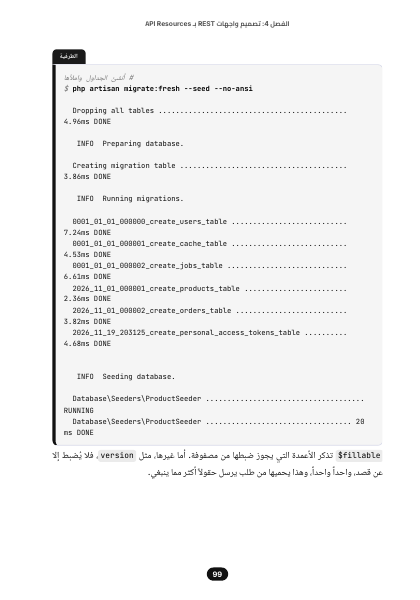 الفصل 4: تصميم واجهات REST بـ API Resources
الطرفية
# أنشئ الجداول واملأها
$ php artisan migrate:fresh --seed --no-ansi
Dropping all tables ............................................
4.96ms DONE
INFO  Preparing database.
Creating migration table .......................................
3.86ms DONE
INFO  Running migrations.
0001_01_01_000000_create_users_table ...........................
7.24ms DONE
0001_01_01_000001_create_cache_table ...........................
4.53ms DONE
0001_01_01_000002_create_jobs_table ............................
6.61ms DONE
2026_11_01_000001_create_products_table ........................
2.36ms DONE
2026_11_01_000002_create_orders_table ..........................
3.82ms DONE
2026_11_19_203125_create_personal_access_tokens_table ..........
4.68ms DONE
INFO  Seeding database.
Database\Seeders\ProductSeeder .....................................
RUNNING
Database\Seeders\ProductSeeder .................................. 20
ms DONE
$fillable تذكر الأعمدة التي يجوز ضبطها من مصفوفة. أما غيرها، مثل version، فلا يُضبط إلا
عن قصد، واحداً واحداً، وهذا يحميها من طلب يرسل حقولاً أكثر مما ينبغي.
99